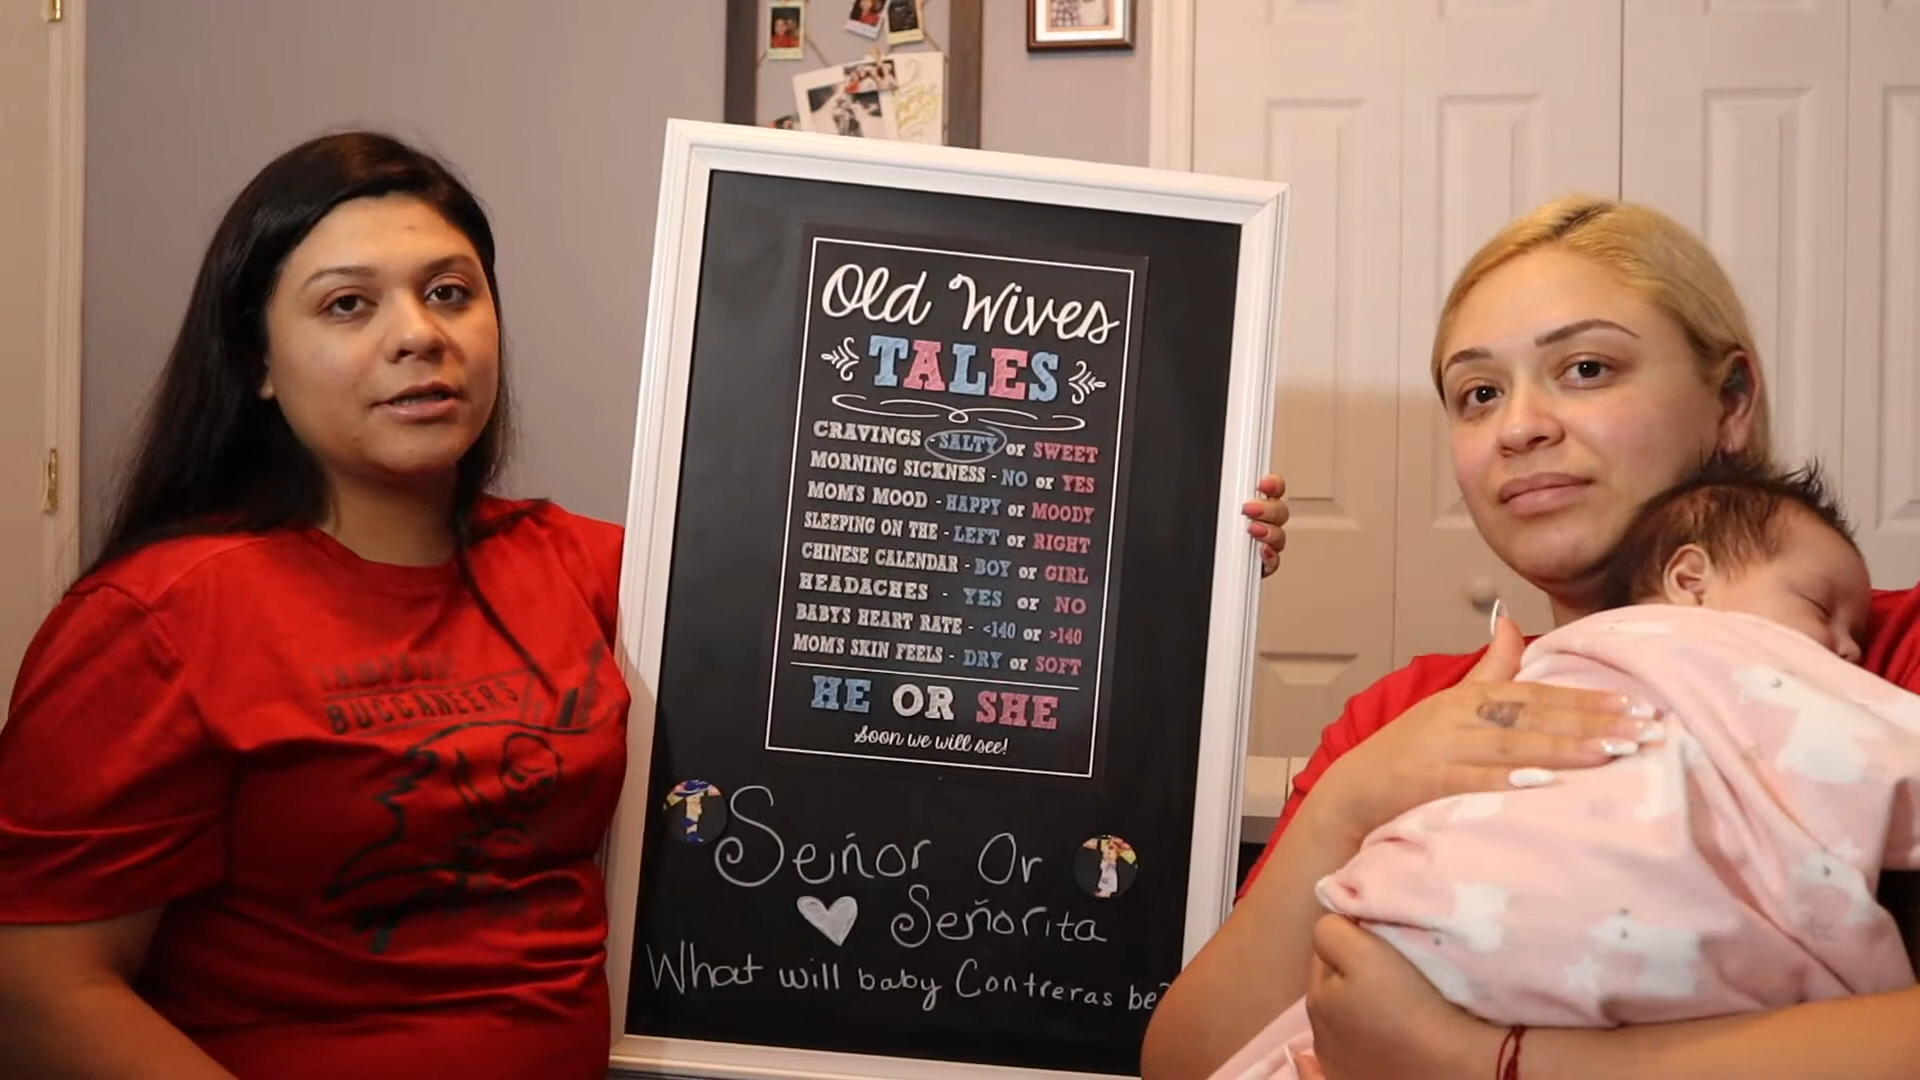 Old Wives
TALES
CRAVINGS - SALTY or SWEET
MORNING SICKNESS - NO or YES
MOM'S MOOD - HAPPY or MOODY
SLEEPING ON THE - LEFT or RIGHT
CHINESE CALENDAR - BOY or GIRL
HEADACHES - YES or NO
BABY'S HEART RATE - <140 or >140
MOM'S SKIN FEELS - DRY or SOFT
HE OR SHE
Soon we will see!
Señor Or
Señorita
What will baby Contreras be?
TAMPA BAY
BUCCANEERS